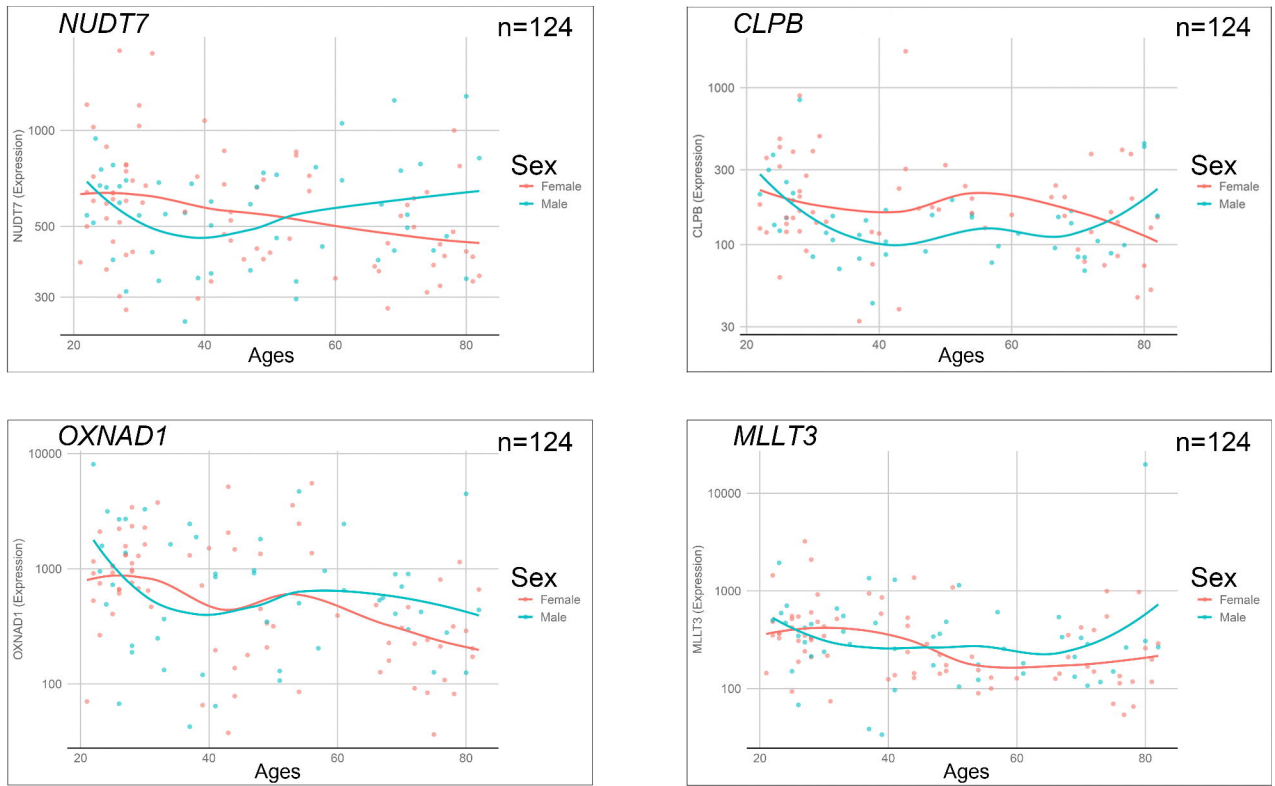 NUDT7
n=124
NUDT7 (Expression)
1000
500
300
20
40
60
80
Ages
Sex
Female
Male
CLPB
n=124
CLPB (Expression)
1000
300
100
30
20
40
60
80
Ages
Sex
Female
Male
OXNAD1
n=124
OXNAD1 (Expression)
10000
1000
100
20
40
60
80
Ages
Sex
Female
Male
MLLT3
n=124
MLLT3 (Expression)
10000
1000
100
20
40
60
80
Ages
Sex
Female
Male